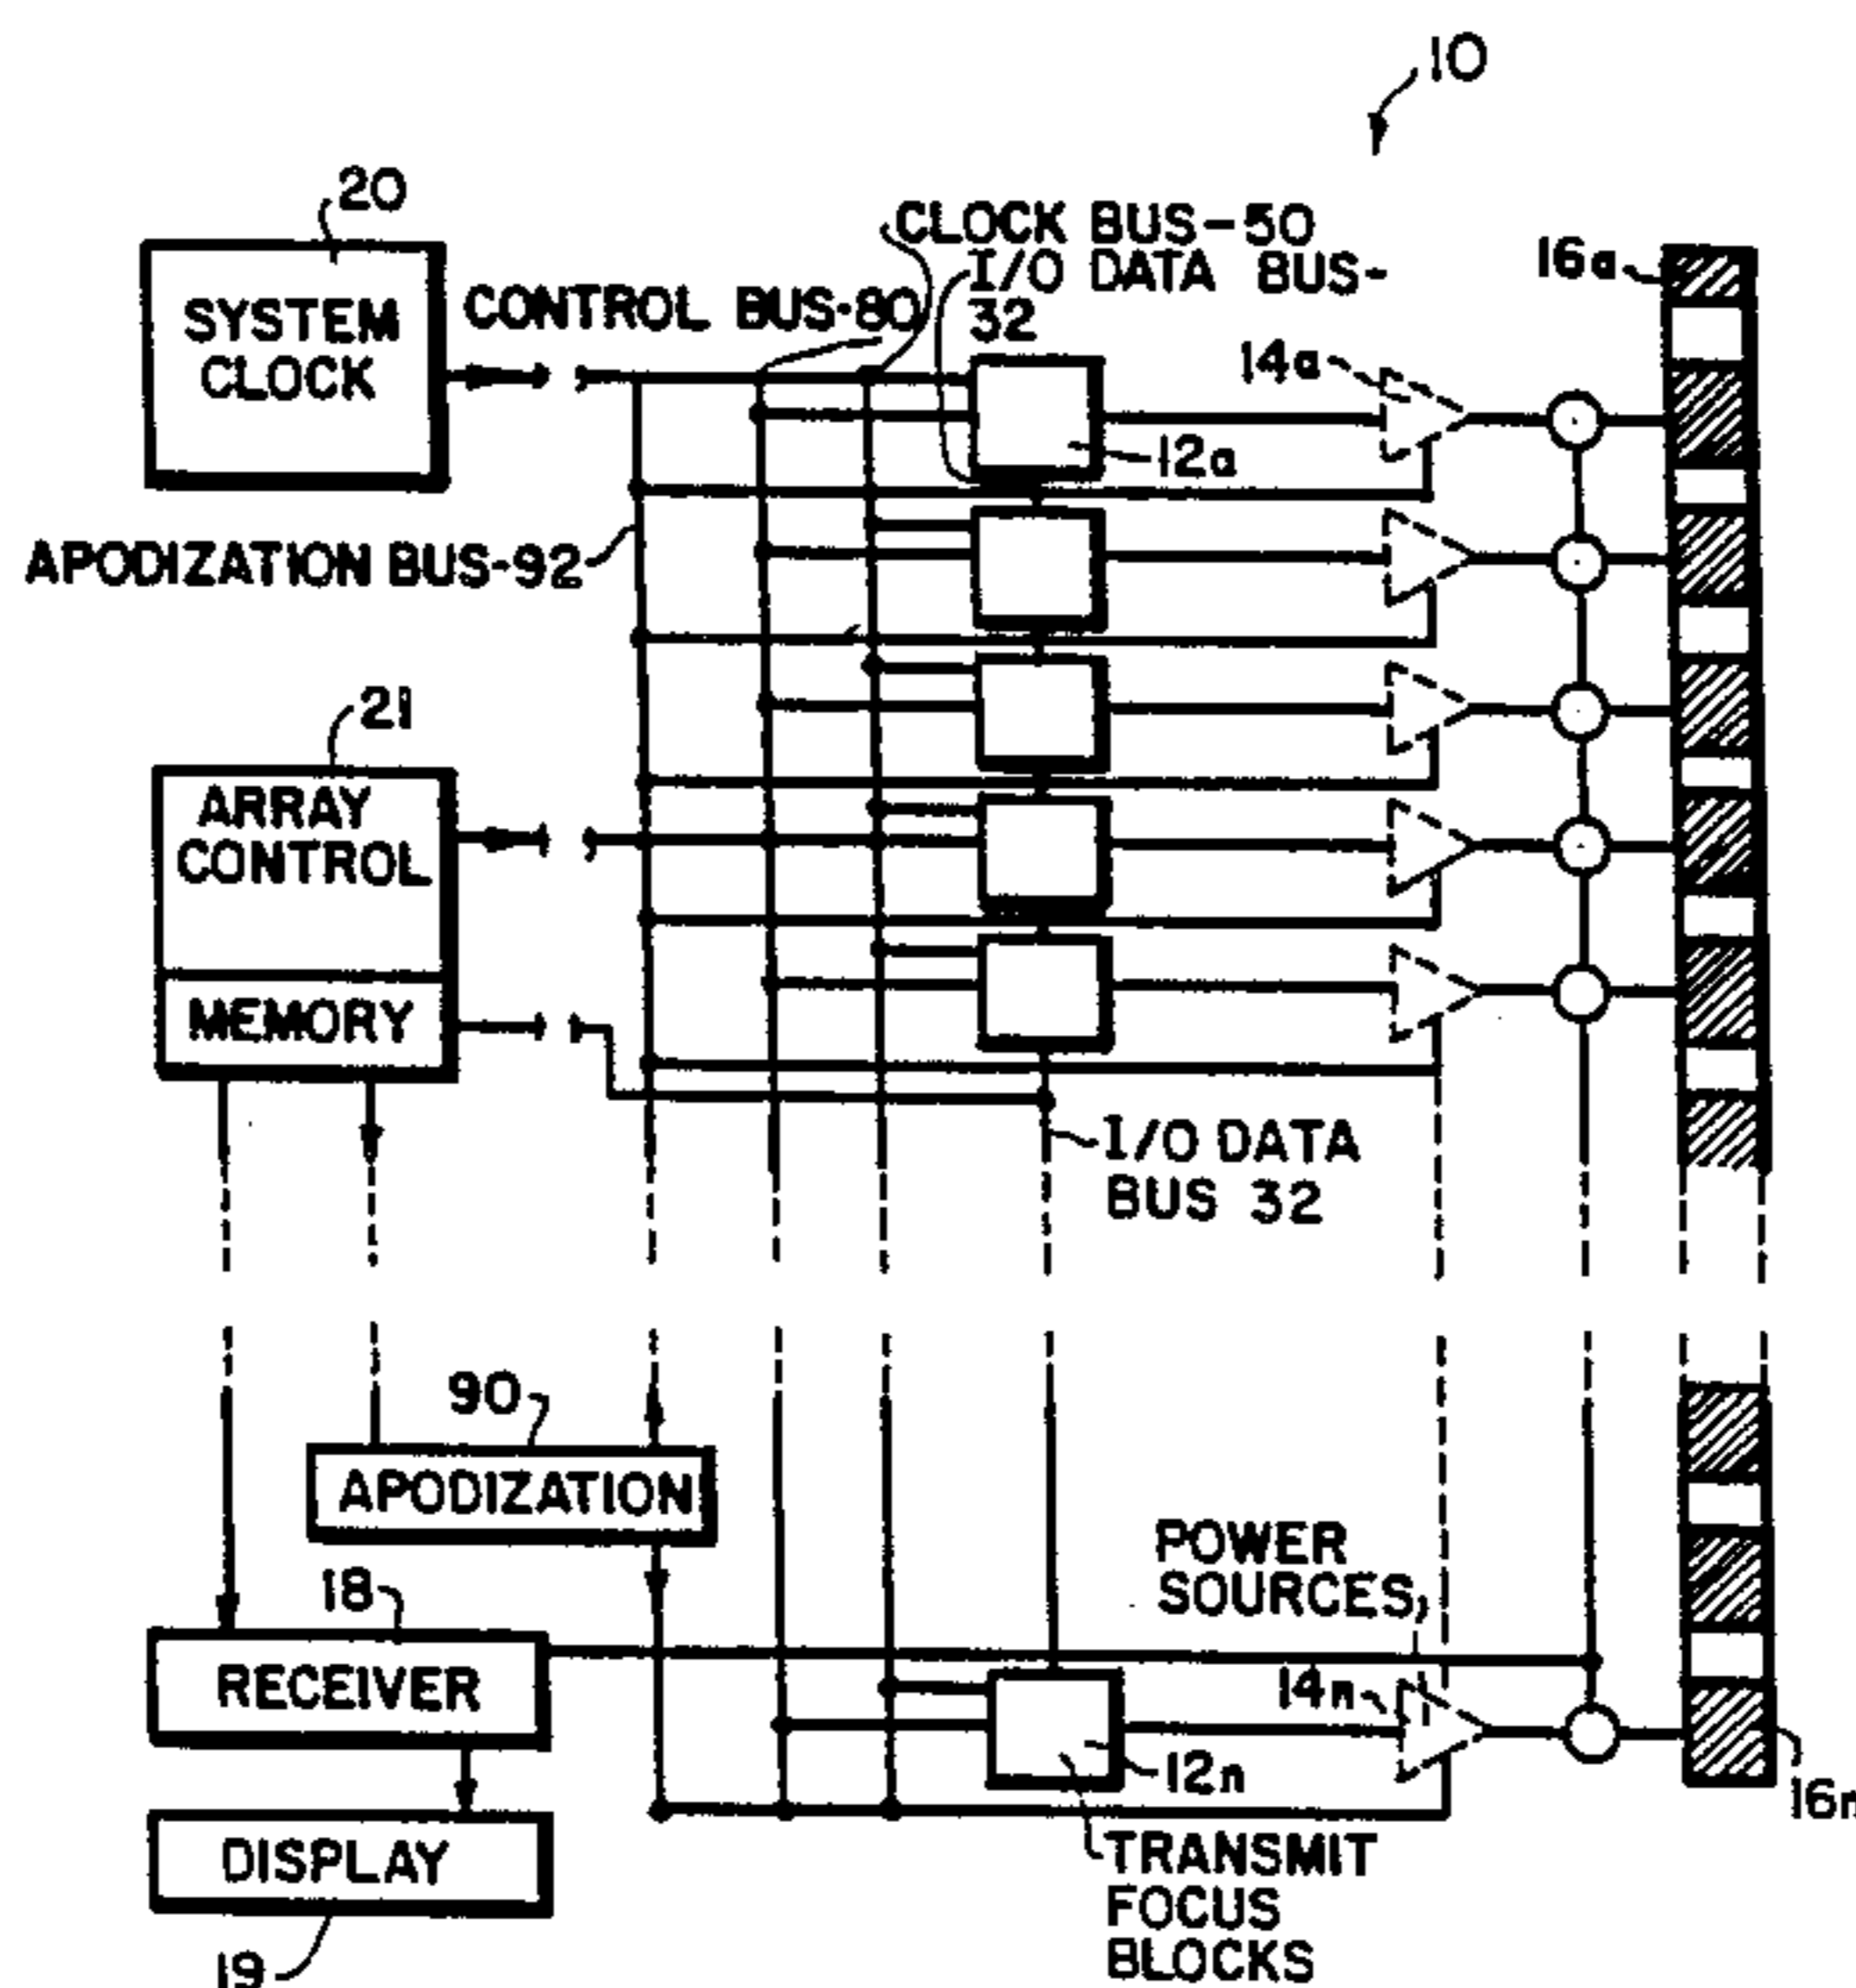 10
20
CLOCK BUS-50
I/O DATA BUS-
32
16a
SYSTEM
CLOCK
CONTROL BUS-80
14a
12a
APODIZATION BUS-92
21
ARRAY
CONTROL
MEMORY
I/O DATA
BUS 32
90
APODIZATION
POWER
SOURCES,
18
RECEIVER
14n
12n
16n
DISPLAY
TRANSMIT
FOCUS
BLOCKS
19